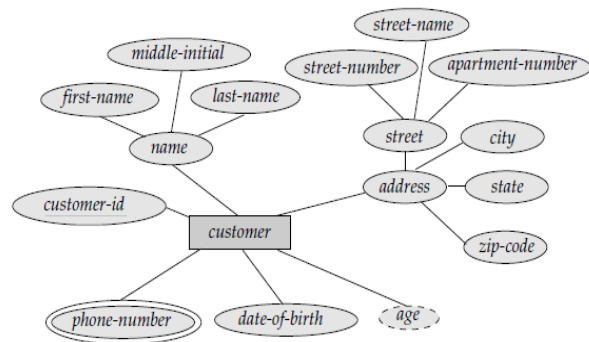 street-name
middle-initial
street-number
apartment-number
first-name
last-name
street
city
name
address
state
customer-id
customer
zip-code
phone-number
date-of-birth
age